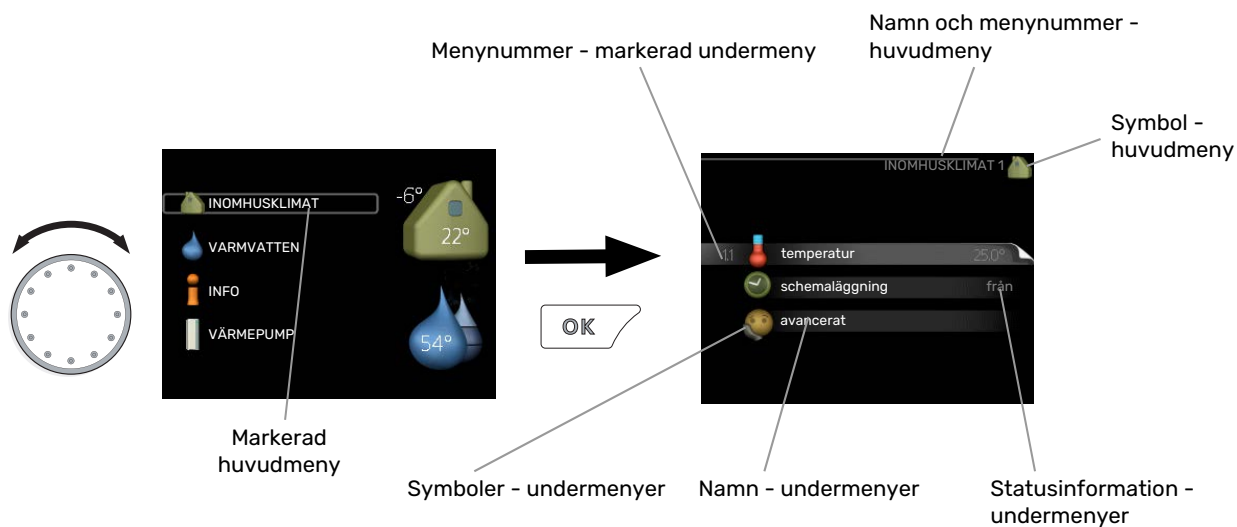 Namn och menynummer -
huvudmeny
Menynummer - markerad undermeny
Symbol -
huvudmeny
INOMHUSKLIMAT
-6°
22°
VARMVATTEN
INFO
VÄRMEPUMP
54°
OK
INOMHUSKLIMAT 1
1.1 temperatur 25.0°
schemaläggning från
avancerat
Markerad
huvudmeny
Symboler - undermenyer
Namn - undermenyer
Statusinformation -
undermenyer